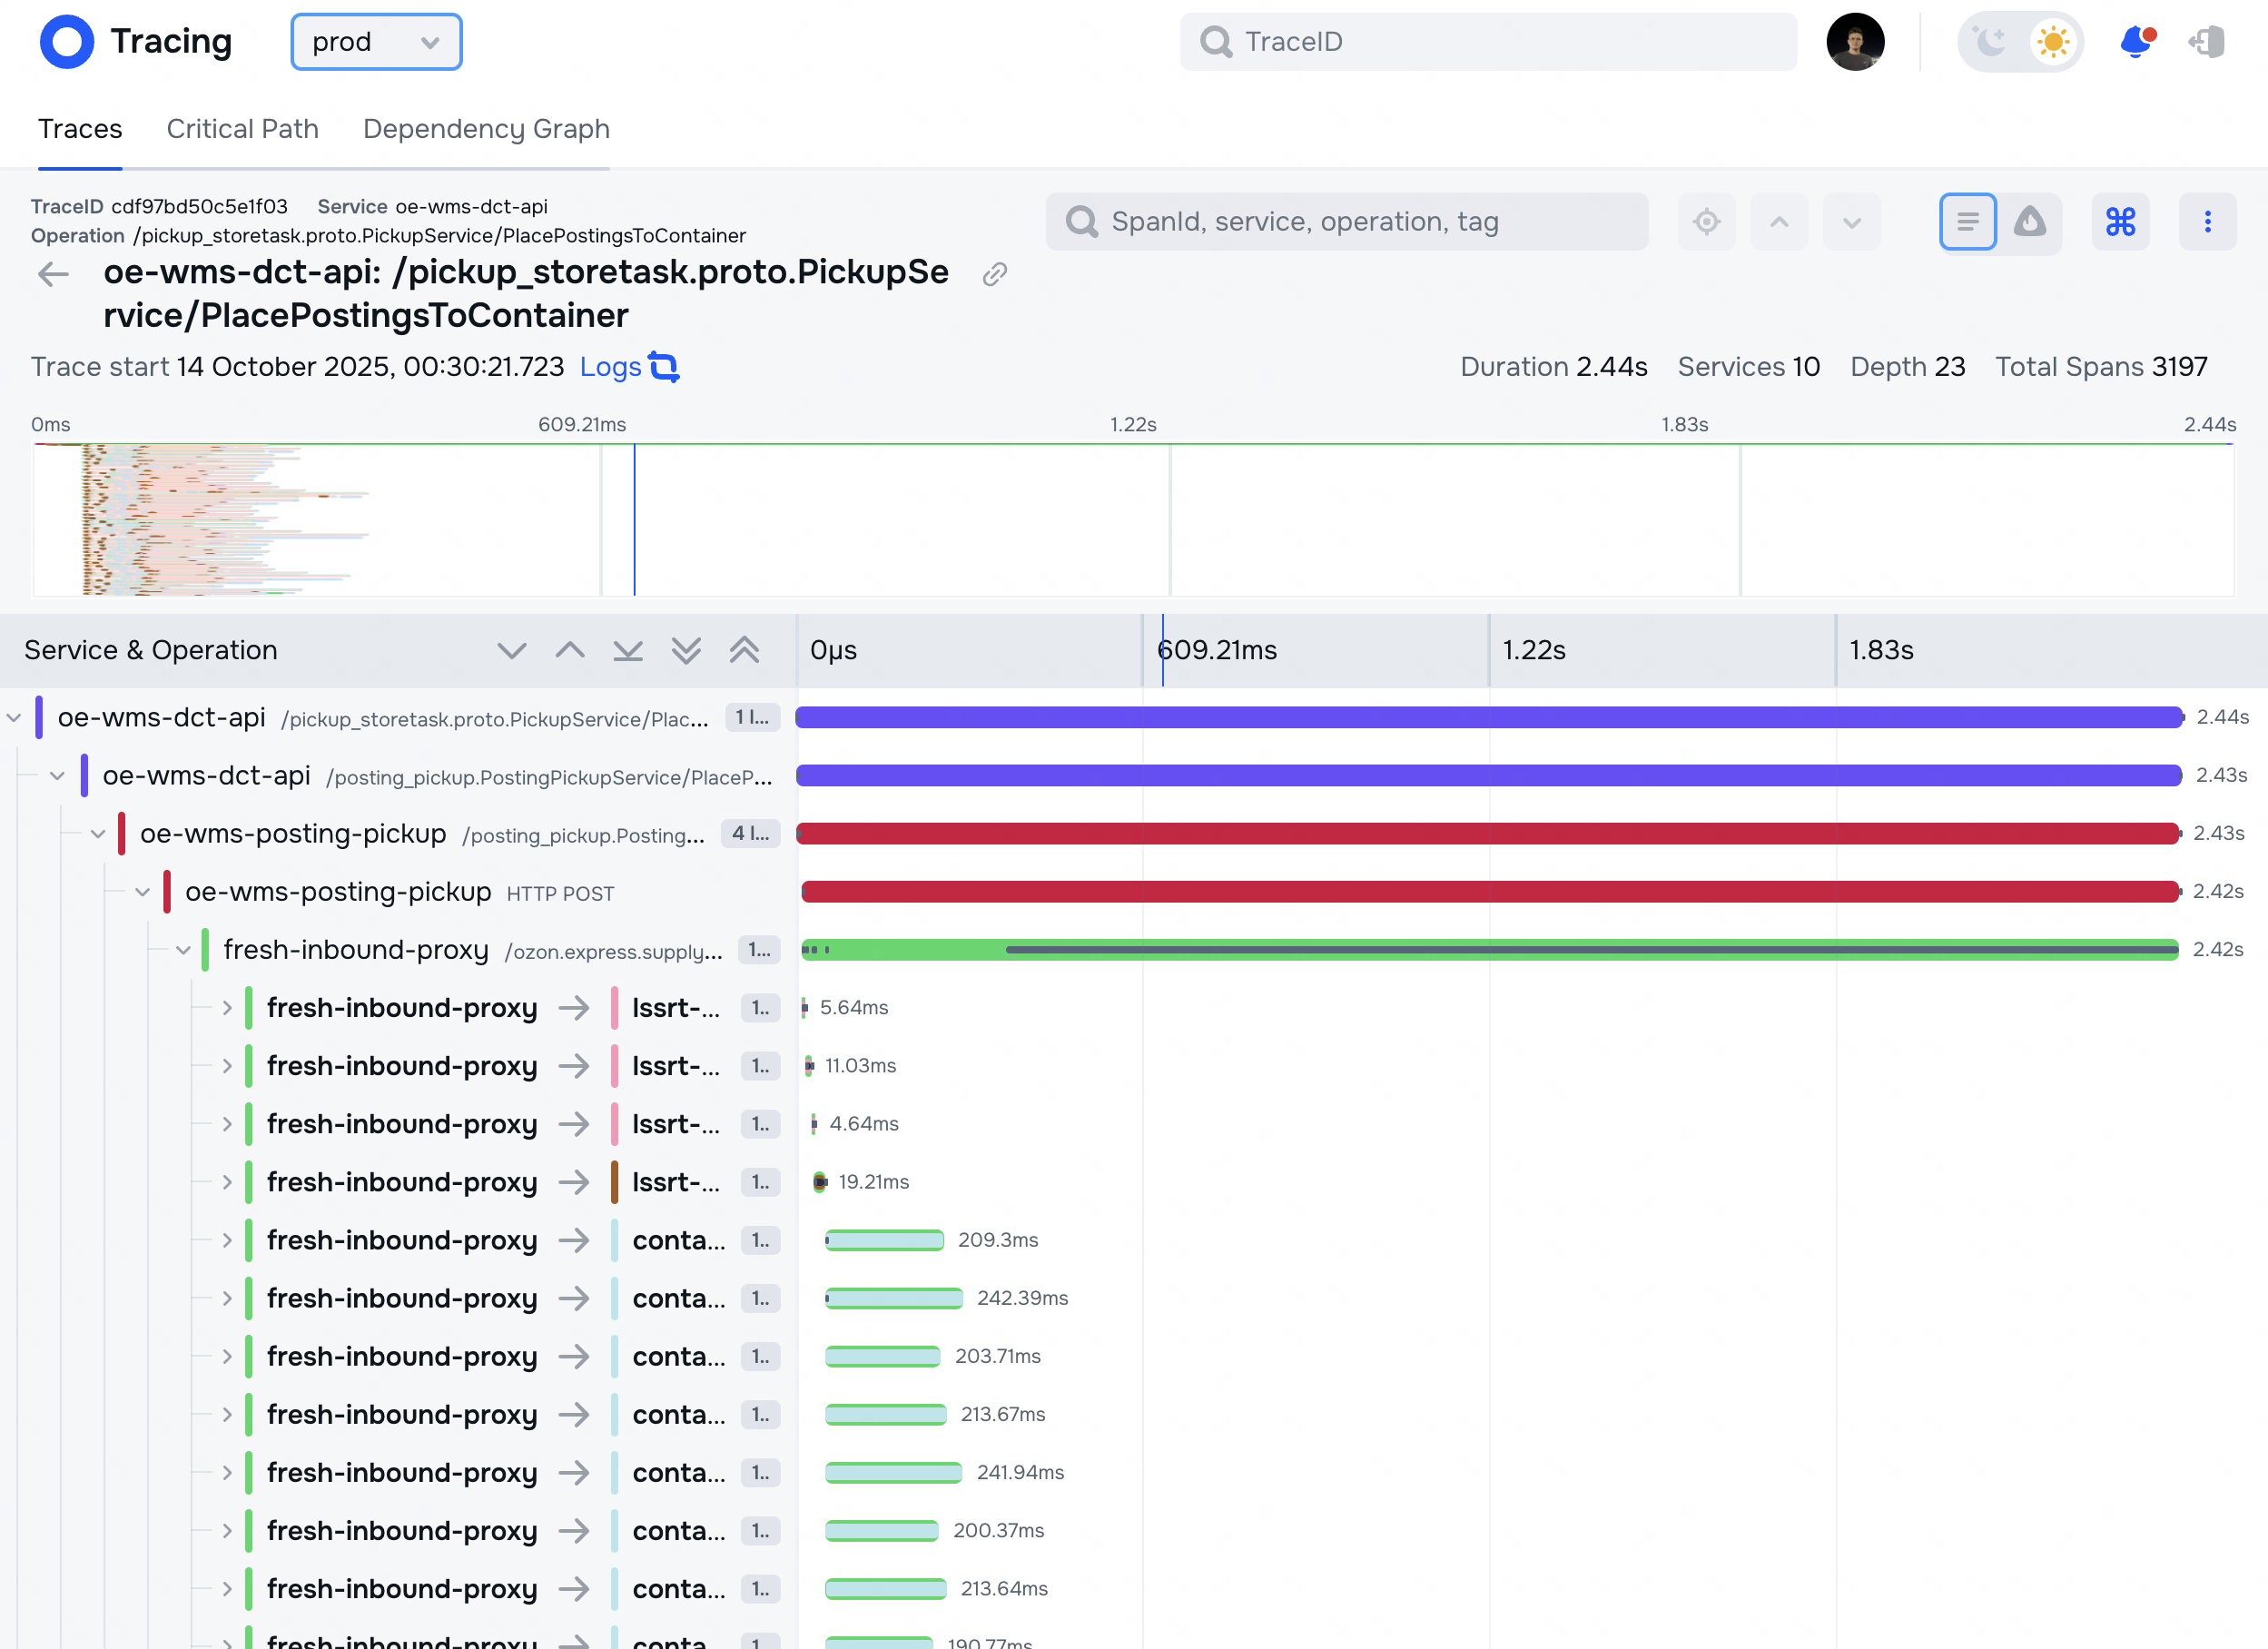 Tracing
prod
TraceID
Traces Critical Path Dependency Graph
TraceID cdf97bd50c5e1f03 Service oe-wms-dct-api
Operation /pickup_storetask.proto.PickupService/PlacePostingsToContainer
SpanId, service, operation, tag
oe-wms-dct-api: /pickup_storetask.proto.PickupSe
rvice/PlacePostingsToContainer
Trace start 14 October 2025, 00:30:21.723 Logs
Duration 2.44s Services 10 Depth 23 Total Spans 3197
0ms 609.21ms 1.22s 1.83s 2.44s
Service & Operation 0μs 609.21ms 1.22s 1.83s
oe-wms-dct-api /pickup_storetask.proto.PickupService/Plac... 1 l... 2.44s
oe-wms-dct-api /posting_pickup.PostingPickupService/PlaceP... 2.43s
oe-wms-posting-pickup /posting_pickup.Posting... 4 l... 2.43s
oe-wms-posting-pickup HTTP POST 2.42s
fresh-inbound-proxy /ozon.express.supply... 1... 2.42s
fresh-inbound-proxy → lssrt-... 1.. 5.64ms
fresh-inbound-proxy → lssrt-... 1.. 11.03ms
fresh-inbound-proxy → lssrt-... 1.. 4.64ms
fresh-inbound-proxy → lssrt-... 1.. 19.21ms
fresh-inbound-proxy → conta... 1.. 209.3ms
fresh-inbound-proxy → conta... 1.. 242.39ms
fresh-inbound-proxy → conta... 1.. 203.71ms
fresh-inbound-proxy → conta... 1.. 213.67ms
fresh-inbound-proxy → conta... 1.. 241.94ms
fresh-inbound-proxy → conta... 1.. 200.37ms
fresh-inbound-proxy → conta... 1.. 213.64ms
fresh-inbound-proxy → conta... 1.. 190.77ms